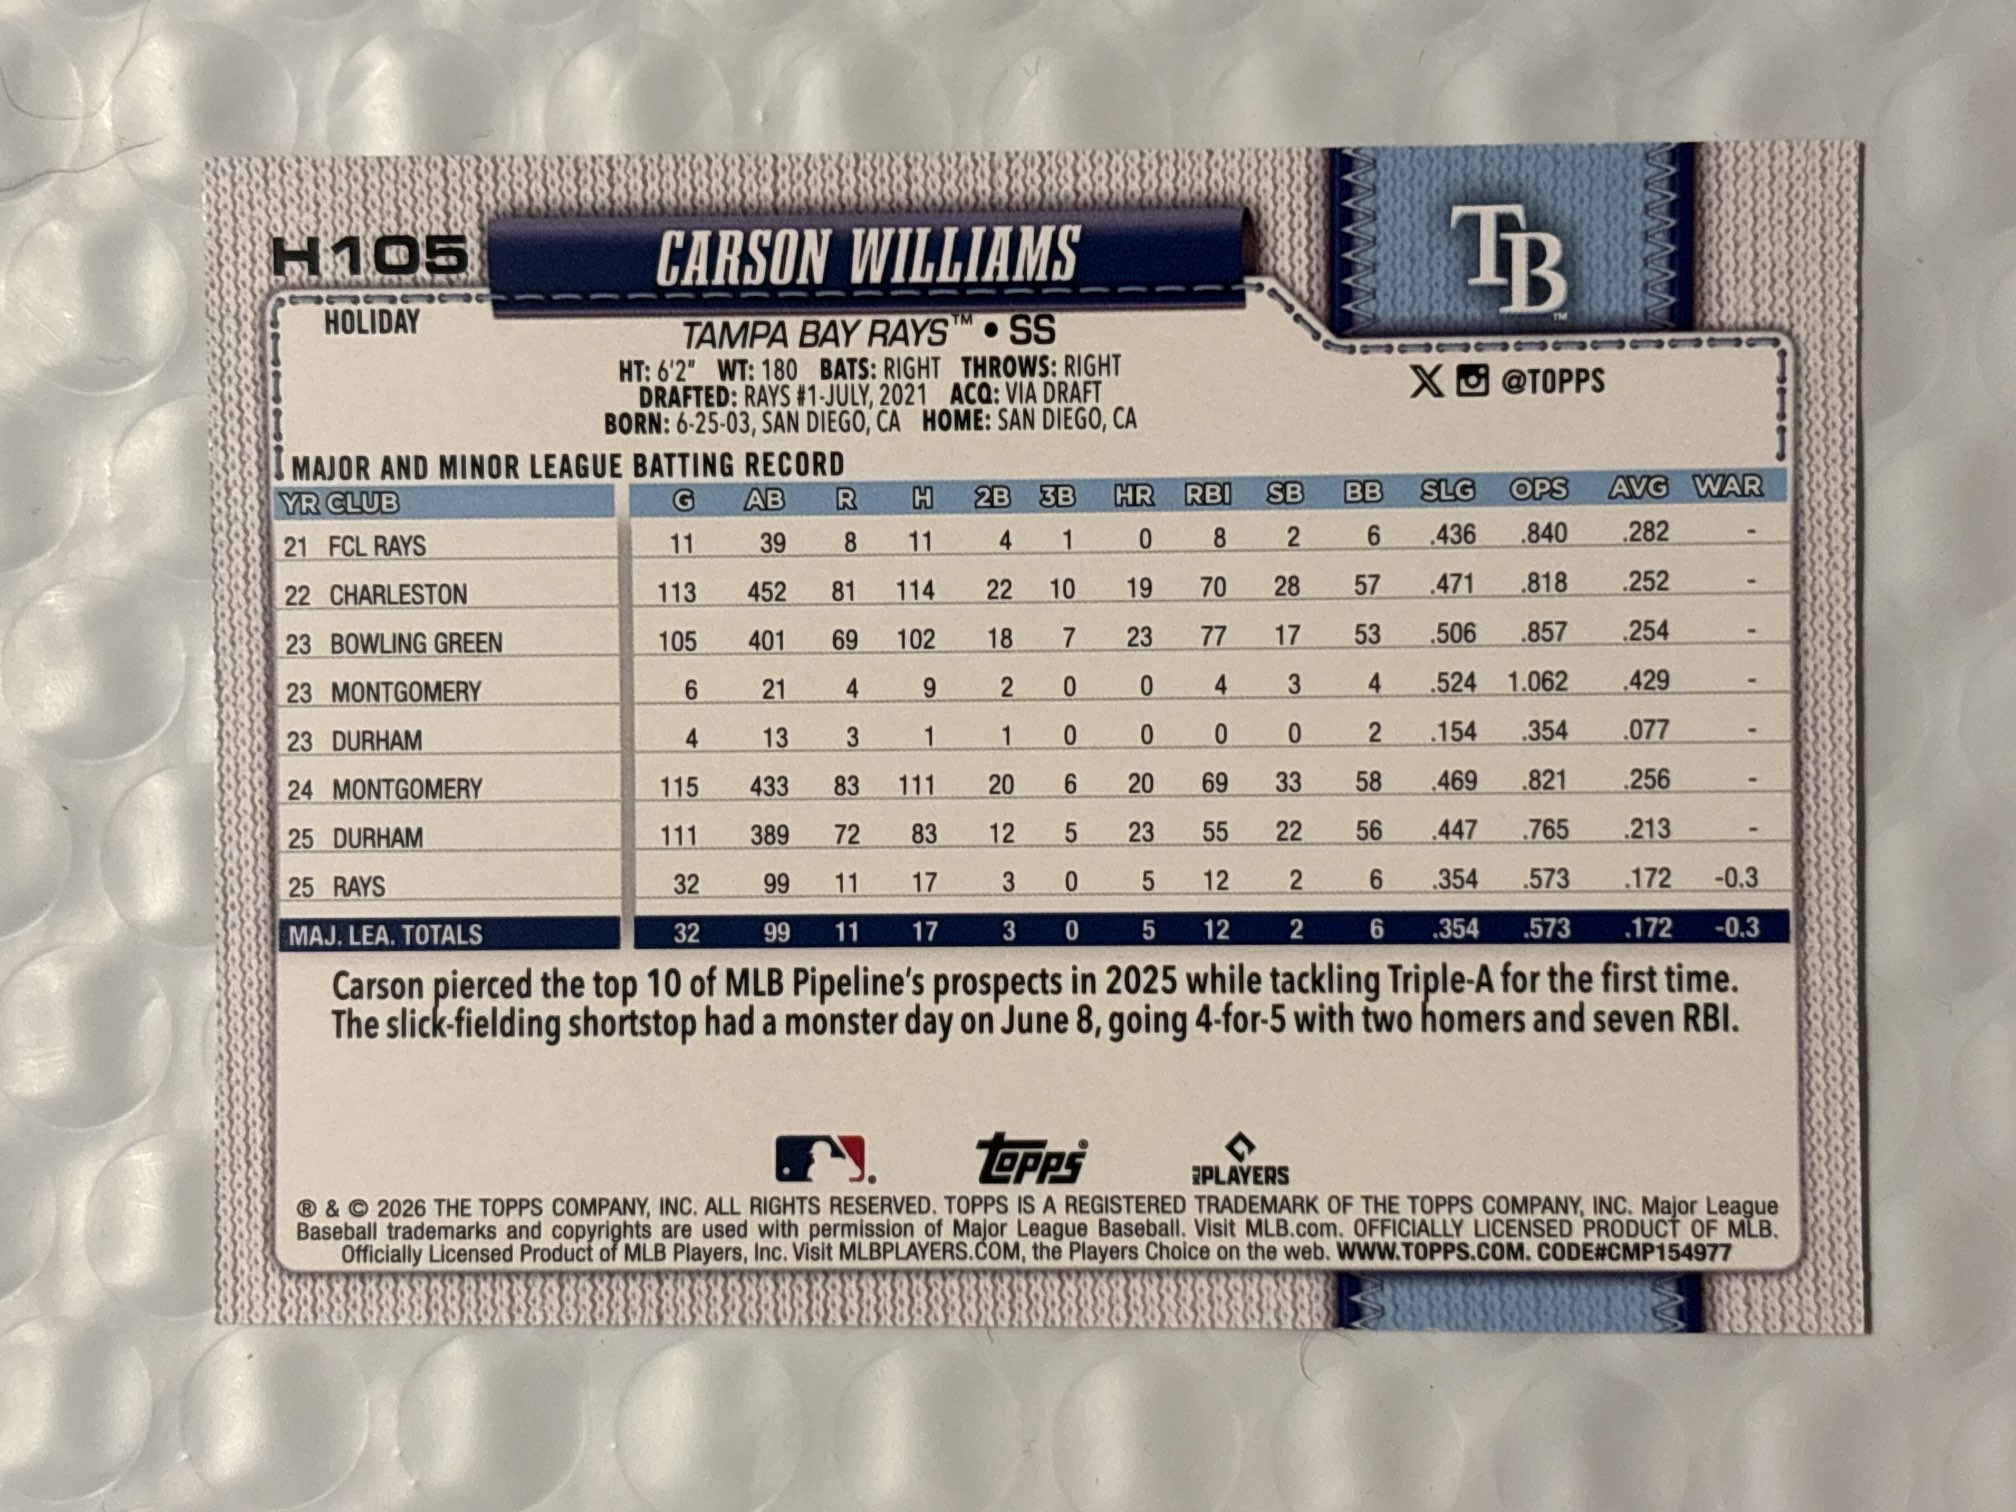 H105
CARSON WILLIAMS
TB™
HOLIDAY
TAMPA BAY RAYS™ • SS
HT: 6'2" WT: 180 BATS: RIGHT THROWS: RIGHT
DRAFTED: RAYS #1-JULY, 2021 ACQ: VIA DRAFT
BORN: 6-25-03, SAN DIEGO, CA HOME: SAN DIEGO, CA
@TOPPS
MAJOR AND MINOR LEAGUE BATTING RECORD
YR CLUB G AB R H 2B 3B HR RBI SB BB SLG OPS AVG WAR
21 FCL RAYS 11 39 8 11 4 1 0 8 2 6 .436 .840 .282 -
22 CHARLESTON 113 452 81 114 22 10 19 70 28 57 .471 .818 .252 -
23 BOWLING GREEN 105 401 69 102 18 7 23 77 17 53 .506 .857 .254 -
23 MONTGOMERY 6 21 4 9 2 0 0 4 3 4 .524 1.062 .429 -
23 DURHAM 4 13 3 1 1 0 0 0 0 2 .154 .354 .077 -
24 MONTGOMERY 115 433 83 111 20 6 20 69 33 58 .469 .821 .256 -
25 DURHAM 111 389 72 83 12 5 23 55 22 56 .447 .765 .213 -
25 RAYS 32 99 11 17 3 0 5 12 2 6 .354 .573 .172 -0.3
MAJ. LEA. TOTALS 32 99 11 17 3 0 5 12 2 6 .354 .573 .172 -0.3
Carson pierced the top 10 of MLB Pipeline's prospects in 2025 while tackling Triple-A for the first time.
The slick-fielding shortstop had a monster day on June 8, going 4-for-5 with two homers and seven RBI.
topps®
PLAYERS
® & © 2026 THE TOPPS COMPANY, INC. ALL RIGHTS RESERVED. TOPPS IS A REGISTERED TRADEMARK OF THE TOPPS COMPANY, INC. Major League
Baseball trademarks and copyrights are used with permission of Major League Baseball. Visit MLB.com. OFFICIALLY LICENSED PRODUCT OF MLB.
Officially Licensed Product of MLB Players, Inc. Visit MLBPLAYERS.COM, the Players Choice on the web. WWW.TOPPS.COM. CODE#CMP154977